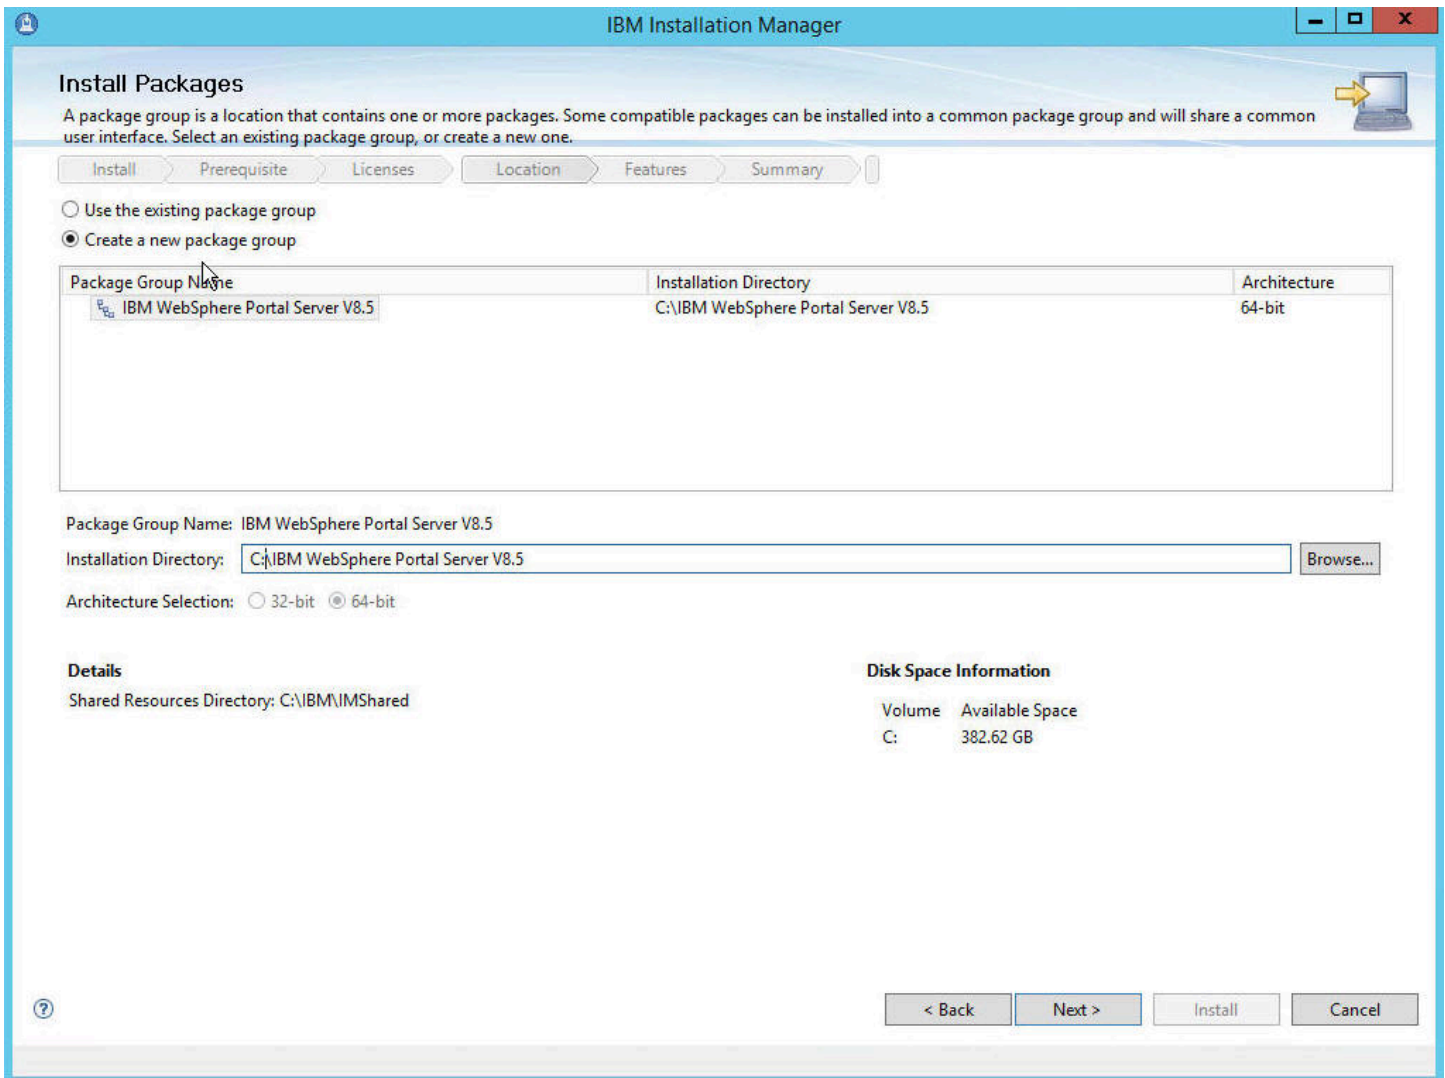 IBM Installation Manager
Install Packages
A package group is a location that contains one or more packages. Some compatible packages can be installed into a common package group and will share a common
user interface. Select an existing package group, or create a new one.
Install Prerequisite Licenses Location Features Summary
Use the existing package group
Create a new package group
Package Group Name Installation Directory Architecture
IBM WebSphere Portal Server V8.5 C:\IBM WebSphere Portal Server V8.5 64-bit
Package Group Name: IBM WebSphere Portal Server V8.5
Installation Directory: C:\IBM WebSphere Portal Server V8.5 Browse...
Architecture Selection: 32-bit 64-bit
Details Disk Space Information
Shared Resources Directory: C:\IBM\IMShared
Volume Available Space
C: 382.62 GB
? < Back Next > Install Cancel